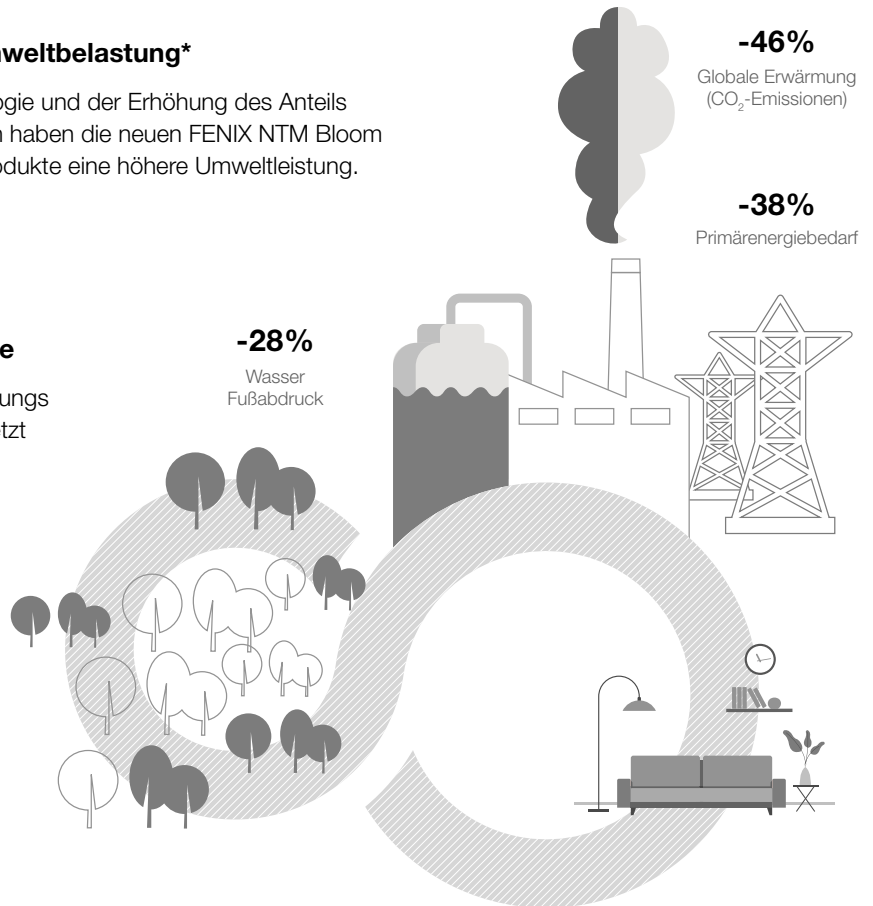 -46%
Globale Erwärmung
(CO₂-Emissionen)
weltbelastung*
ogie und der Erhöhung des Anteils
n haben die neuen FENIX NTM Bloom
odukte eine höhere Umweltleistung.
-38%
Primärenergiebedarf
-28%
Wasser
Fußabdruck
e
ungs
tzt